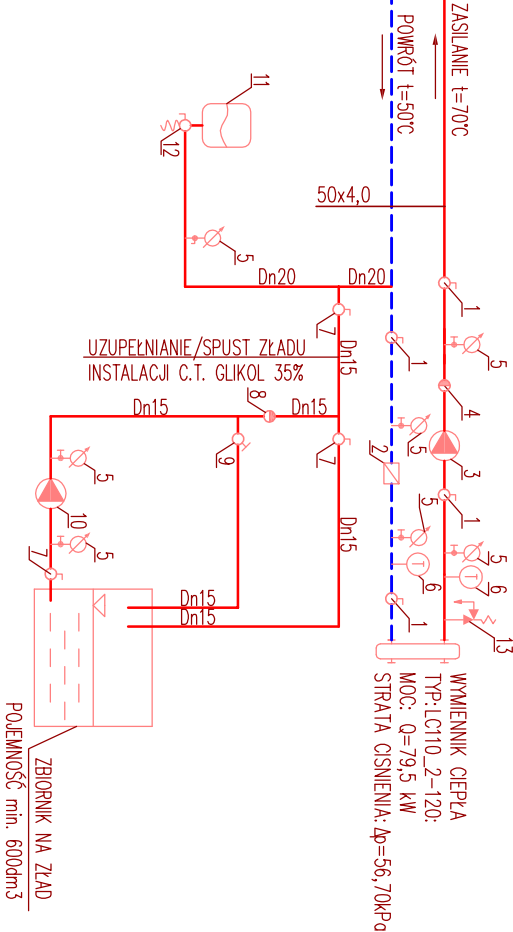 ZASILANIE t=70°C
POWRÓT t=50°C
11
12
50x4,0
5
Dn20
Dn20
1
5
7
1
UZUPEŁNIANIE/SPUST ZŁADU
INSTALACJI C.T. GLIKOL 35%
Dn15
4
8
Dn15
Dn15
5
2
3
9
7
1
5
10
5
Dn15
5
5
6
6
7
1
13
Dn15
Dn15
WYMIENNIK CIEPŁA
TYP:LC110_2-120:
MOC: Q=79,5 kW
STRATA CISNIENIA: Δp=56,70kPa
ZBIORNIK NA ZŁAD
POJEMNOŚĆ min. 600dm3